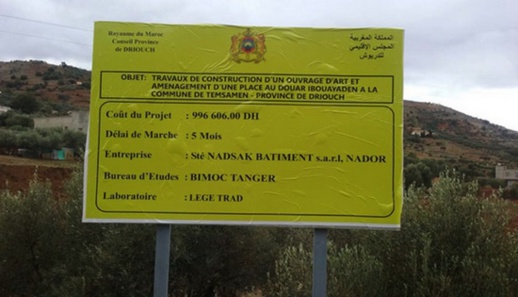 Royaume du Maroc
Conseil Province
de DRIOUCH
المملكة المغربية
المجلس الإقليمي
للدريوش
OBJET: TRAVAUX DE CONSTRUCTION D'UN OUVRAGE D'ART ET
AMENAGEMENT D'UNE PLACE AU DOUAR IBOUAYADEN A LA
COMMUNE DE TEMSAMEN - PROVINCE DE DRIOUCH
Coût du Projet : 996 606.00 DH
Délai de Marche : 5 Mois
Entreprise : Sté NADSAK BATIMENT s.a.r.l, NADOR
Bureau d'Etudes : BIMOC TANGER
Laboratoire : LEGE TRAD